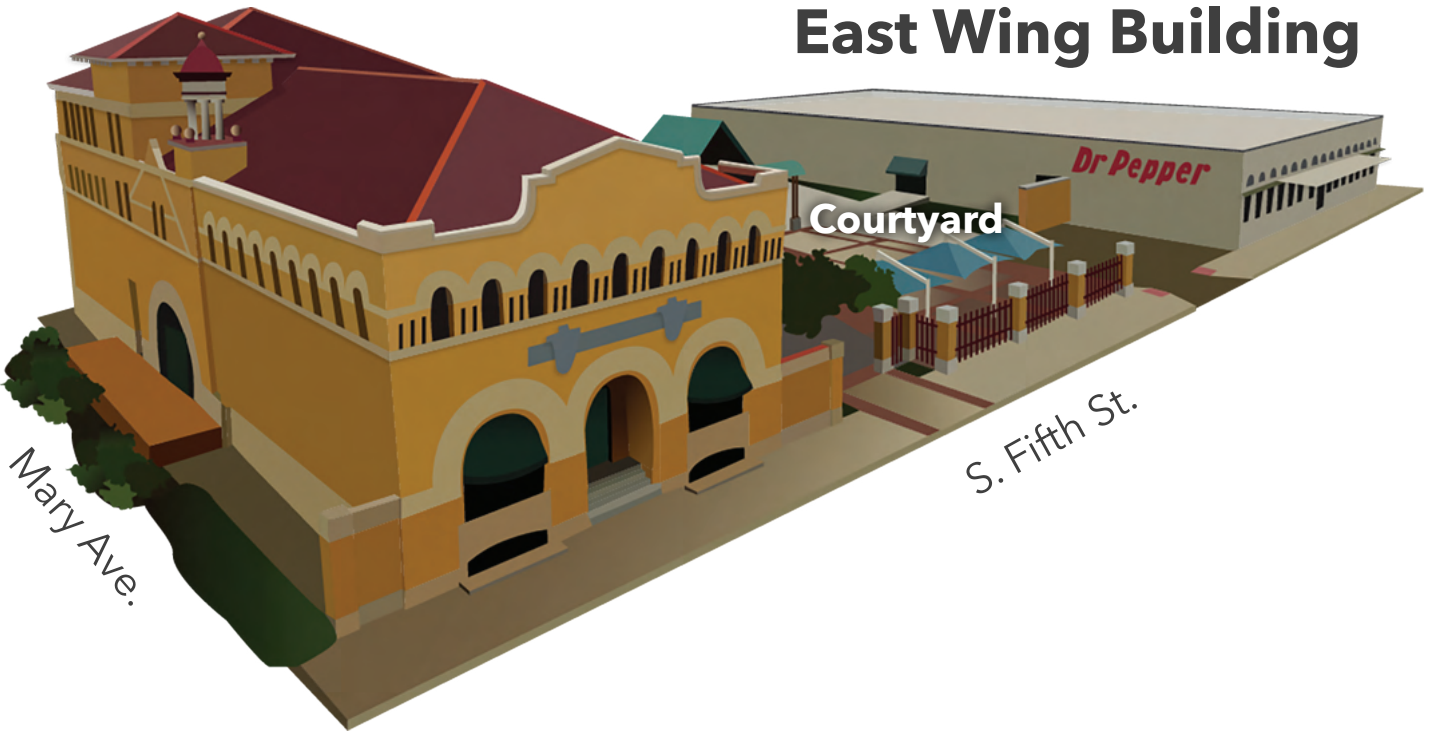 East Wing Building
Dr Pepper
Courtyard
S. Fifth St.
Mary Ave.